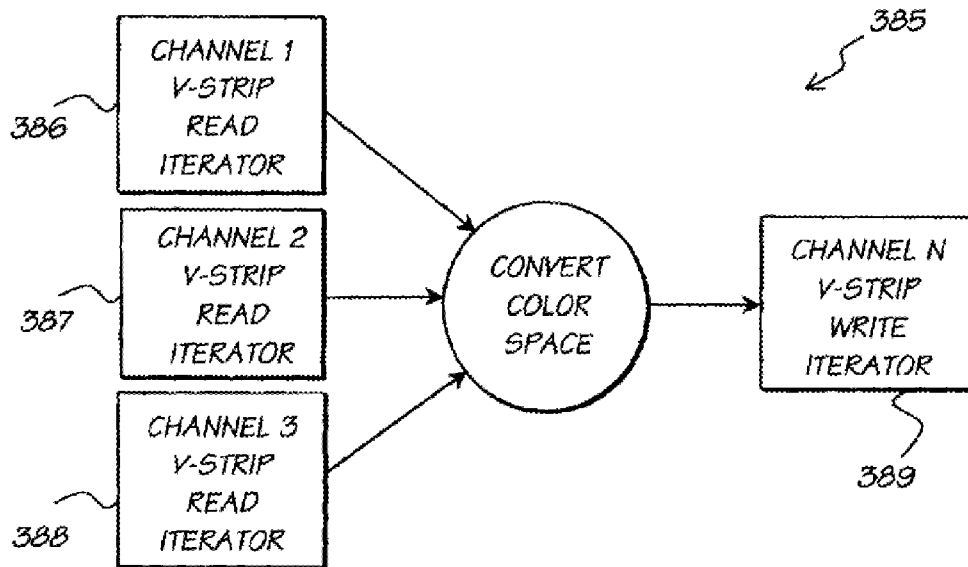 385
CHANNEL 1
V-STRIP
READ
ITERATOR
386
CHANNEL 2
V-STRIP
READ
ITERATOR
387
CHANNEL 3
V-STRIP
READ
ITERATOR
388
CONVERT
COLOR
SPACE
CHANNEL N
V-STRIP
WRITE
ITERATOR
389